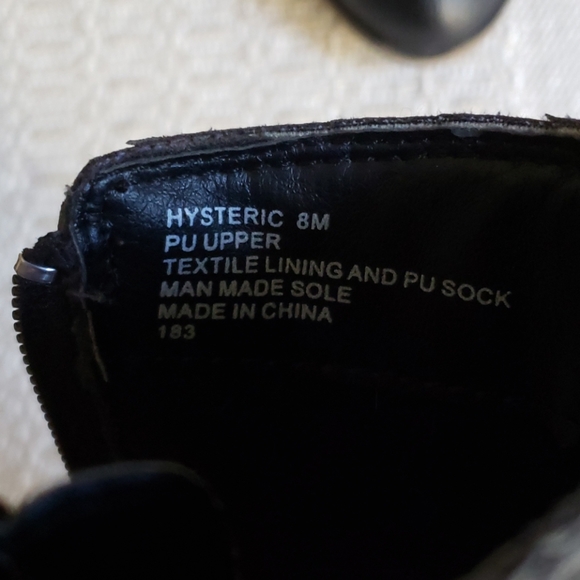 HYSTERIC 8M
PU UPPER
TEXTILE LINING AND PU SOCK
MAN MADE SOLE
MADE IN CHINA
183